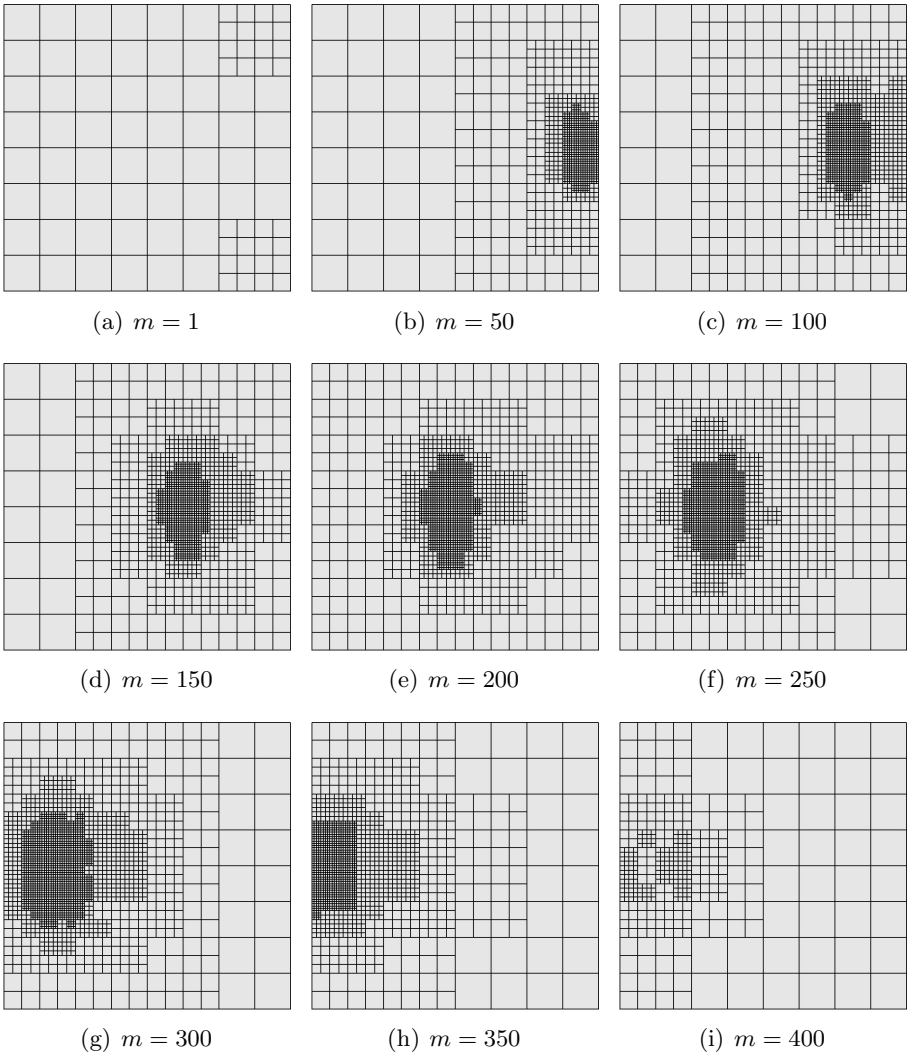 (a) m = 1
(b) m = 50
(c) m = 100
(d) m = 150
(e) m = 200
(f) m = 250
(g) m = 300
(h) m = 350
(i) m = 400